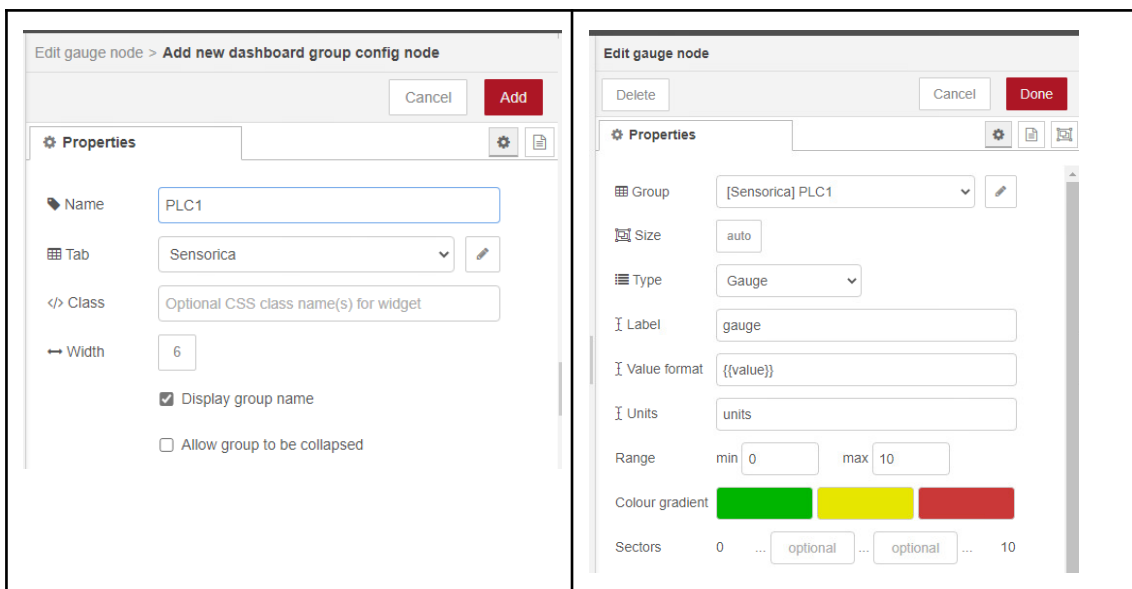 Edit gauge node > Add new dashboard group config node
Cancel Add
Properties
Name PLC1
Tab Sensorica
</> Class Optional CSS class name(s) for widget
Width 6
Display group name
Allow group to be collapsed
Edit gauge node
Delete Cancel Done
Properties
Group [Sensorica] PLC1
Size auto
Type Gauge
Label gauge
Value format {{value}}
Units units
Range min 0 max 10
Colour gradient
Sectors 0 ... optional ... optional ... 10